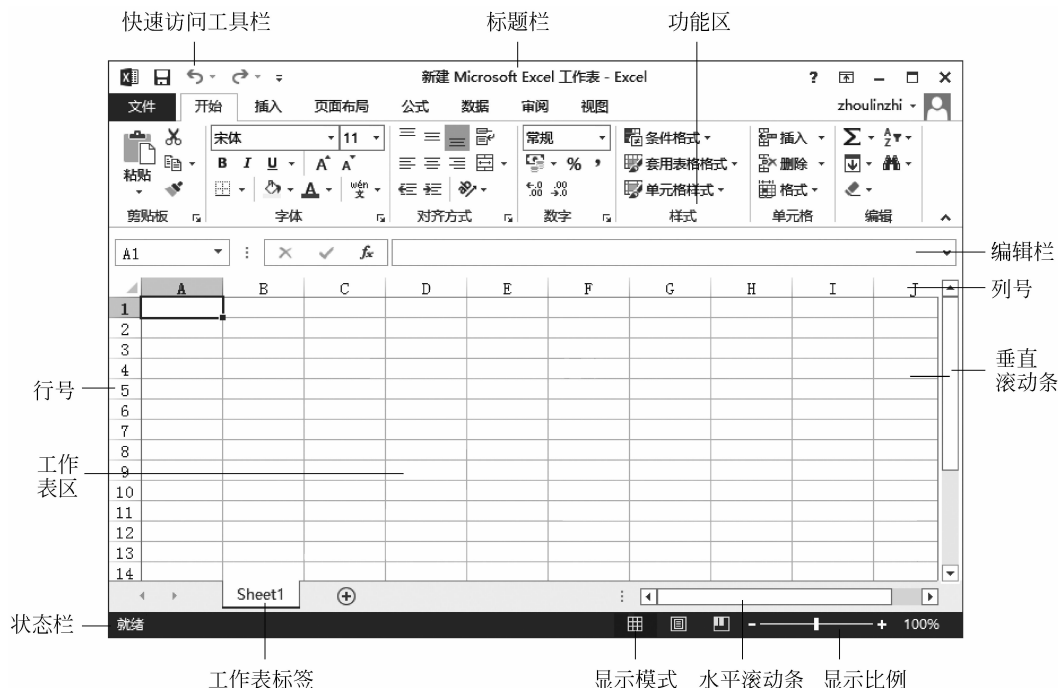 快速访问工具栏 标题栏 功能区
新建 Microsoft Excel 工作表 - Excel ?
文件 开始 插入 页面布局 公式 数据 审阅 视图 zhoulinzhi
宋体 11 常规 条件格式 插入
粘贴 B I U A A % 套用表格格式 删除
A wén 文 单元格样式 格式
剪贴板 字体 对齐方式 数字 样式 单元格 编辑
A1 fx 编辑栏
A B C D E F G H I J 列号
1
2
3
垂直
4
滚动条
行号 5
6
7
8
工作
9
表区
10
11
12
13
14
Sheet1
状态栏 就绪 100%
工作表标签 显示模式 水平滚动条 显示比例